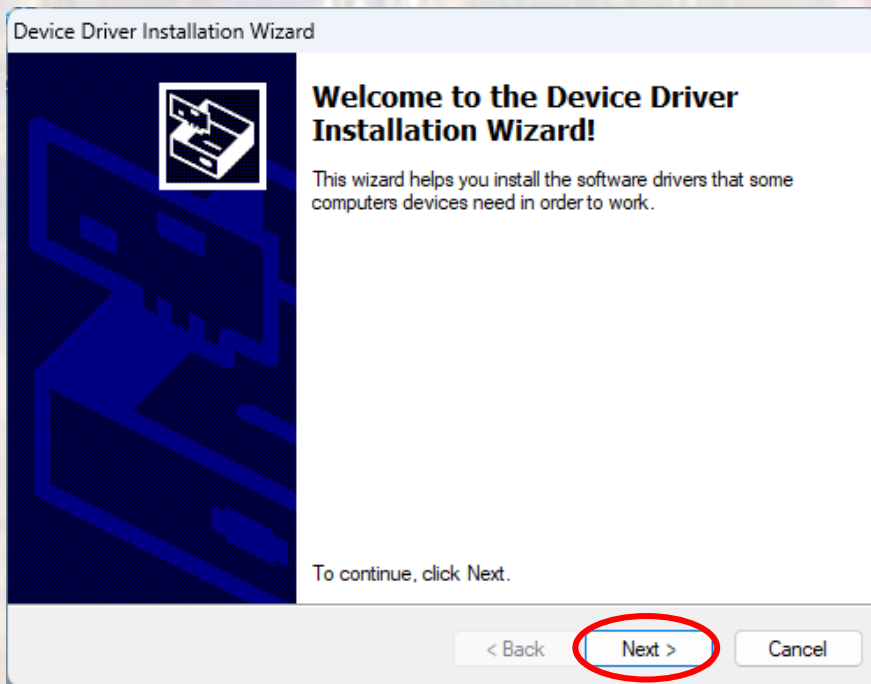 Device Driver Installation Wizard
Welcome to the Device Driver
Installation Wizard!
This wizard helps you install the software drivers that some
computers devices need in order to work.
To continue, click Next.
< Back
Next >
Cancel